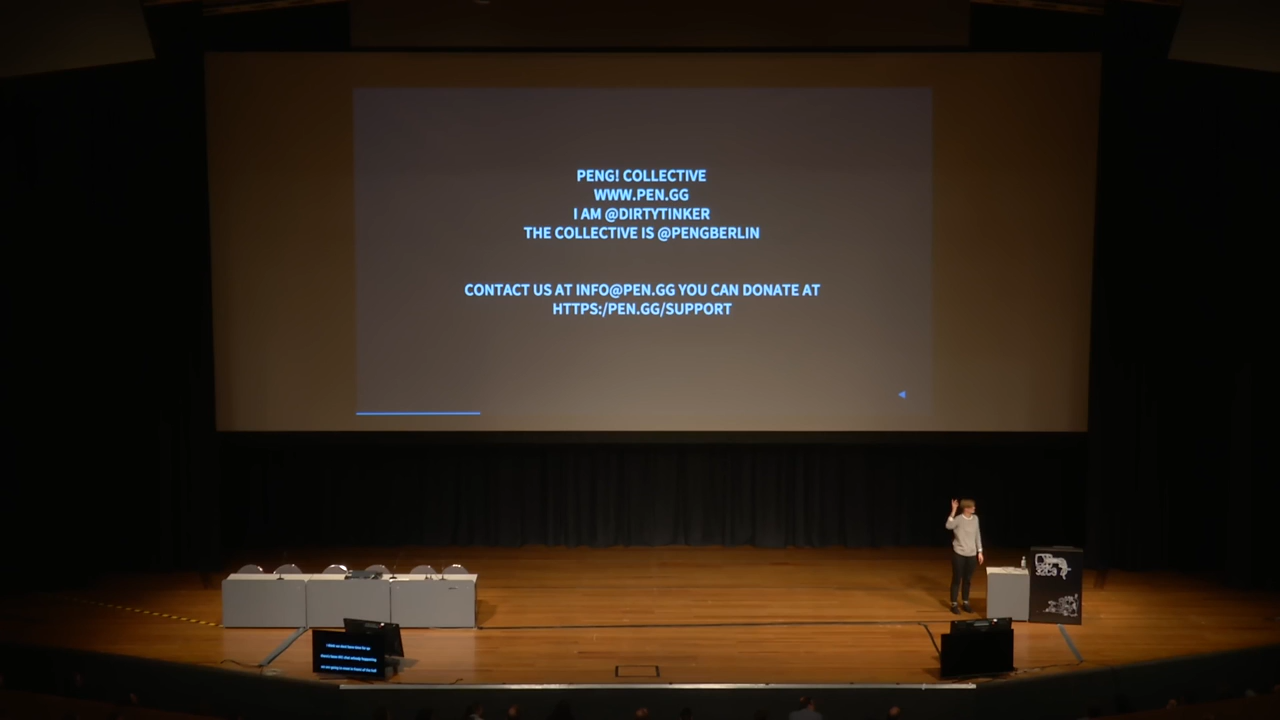 PENG! COLLECTIVE
WWW.PEN.GG
I AM @DIRTYTINKER
THE COLLECTIVE IS @PENGBERLIN
CONTACT US AT INFO@PEN.GG YOU CAN DONATE AT
HTTPS:/PEN.GG/SUPPORT
32C3